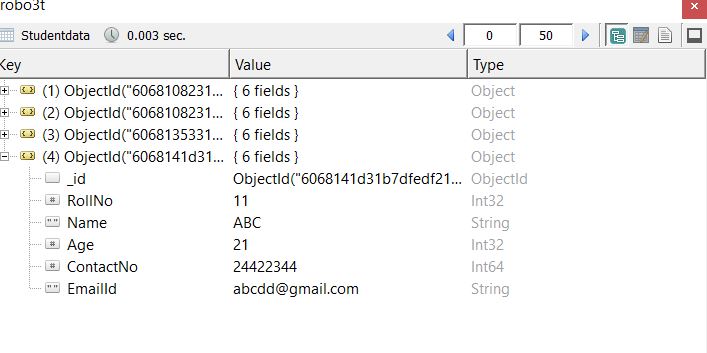 robo3t
Studentdata 0.003 sec. 0 50
Key Value Type
(1) ObjectId("6068108231... { 6 fields } Object
(2) ObjectId("6068108231... { 6 fields } Object
(3) ObjectId("6068135331... { 6 fields } Object
(4) ObjectId("6068141d31... { 6 fields } Object
_id ObjectId("6068141d31b7dfedf21... ObjectId
# RollNo 11 Int32
"" Name ABC String
# Age 21 Int32
# ContactNo 24422344 Int64
"" EmailId abcdd@gmail.com String